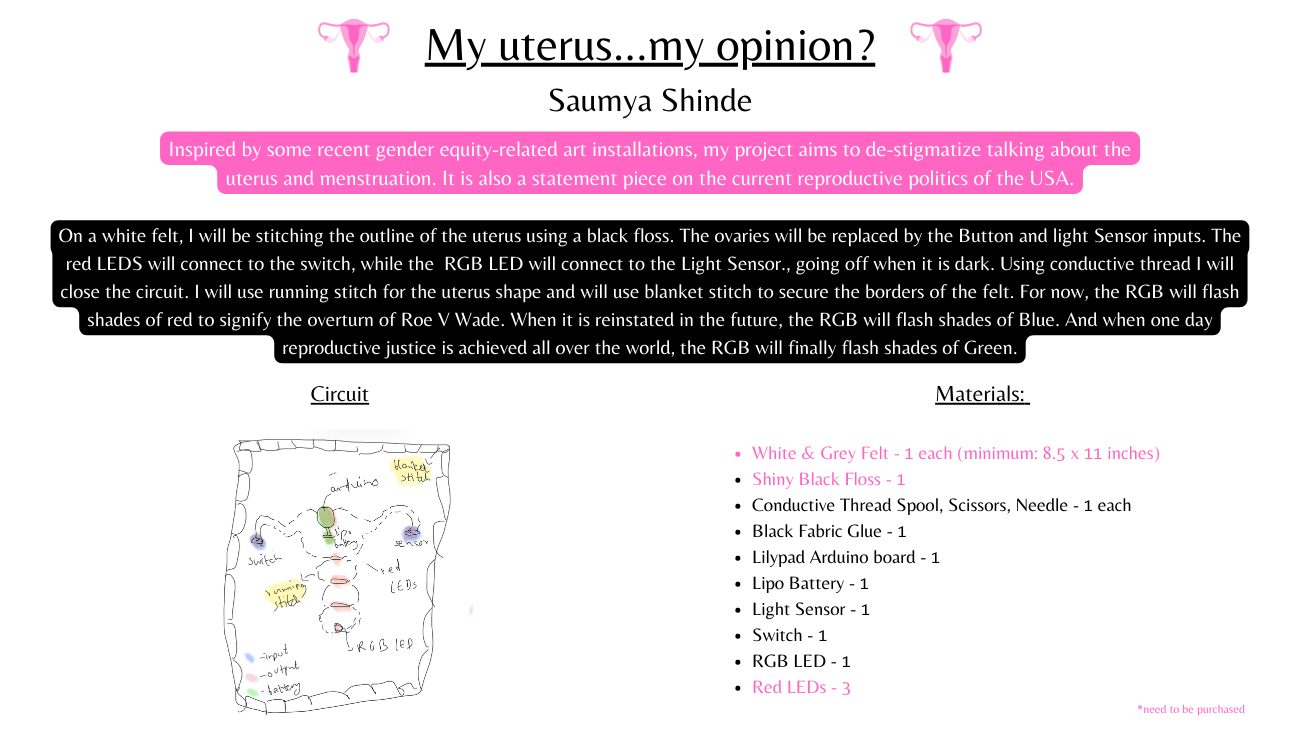 My uterus...my opinion?
Saumya Shinde
Inspired by some recent gender equity-related art installations, my project aims to de-stigmatize talking about the
uterus and menstruation. It is also a statement piece on the current reproductive politics of the USA.
On a white felt, I will be stitching the outline of the uterus using a black floss. The ovaries will be replaced by the Button and light Sensor inputs. The
red LEDS will connect to the switch, while the  RGB LED will connect to the Light Sensor., going off when it is dark. Using conductive thread I will
close the circuit. I will use running stitch for the uterus shape and will use blanket stitch to secure the borders of the felt. For now, the RGB will flash
shades of red to signify the overturn of Roe V Wade. When it is reinstated in the future, the RGB will flash shades of Blue. And when one day
reproductive justice is achieved all over the world, the RGB will finally flash shades of Green.
Circuit
blanket
stitch
arduino
lipo
battery
switch
sensor
red
LEDs
running
stitch
RGB LED
-input
-output
-battery
Materials:
White & Grey Felt - 1 each (minimum: 8.5 x 11 inches)
Shiny Black Floss - 1
Conductive Thread Spool, Scissors, Needle - 1 each
Black Fabric Glue - 1
Lilypad Arduino board - 1
Lipo Battery - 1
Light Sensor - 1
Switch - 1
RGB LED - 1
Red LEDs - 3
*need to be purchased